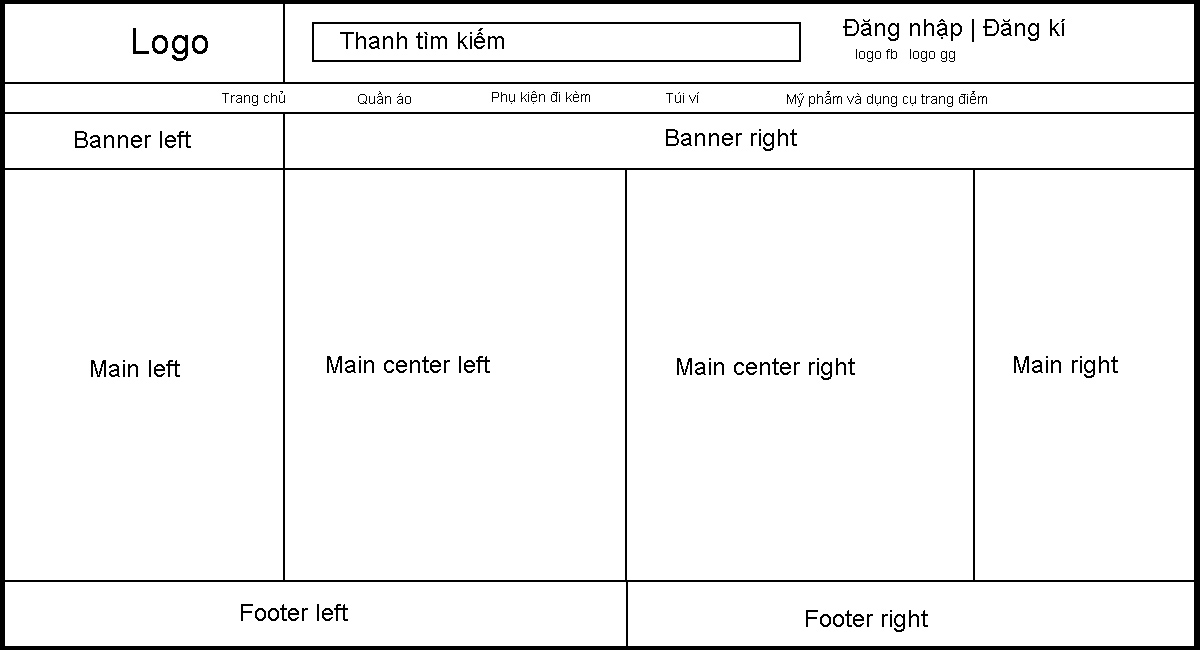 Logo
Thanh tìm kiếm
Đăng nhập | Đăng kí
logo fb logo gg
Trang chủ
Quần áo
Phụ kiện đi kèm
Túi ví
Mỹ phẩm và dụng cụ trang điểm
Banner left
Banner right
Main left
Main center left
Main center right
Main right
Footer left
Footer right